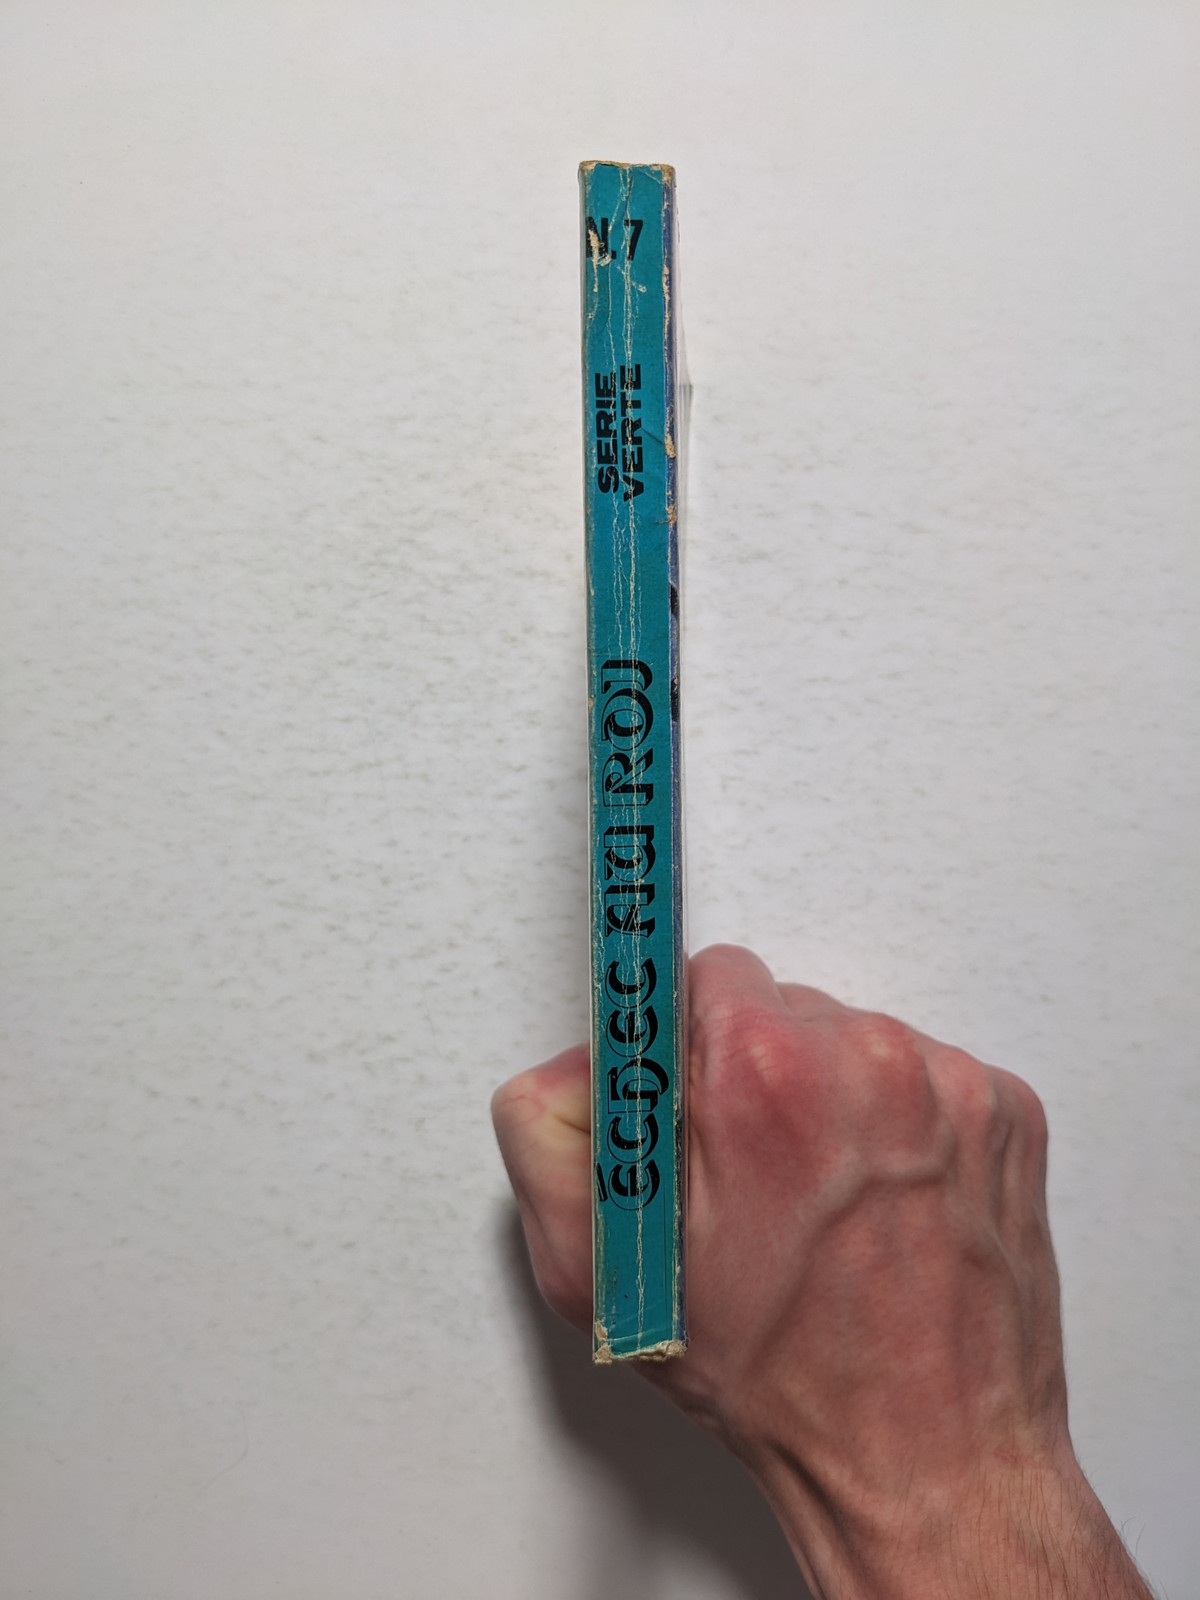 N.7
SERIE
VERTE
échec au Roi